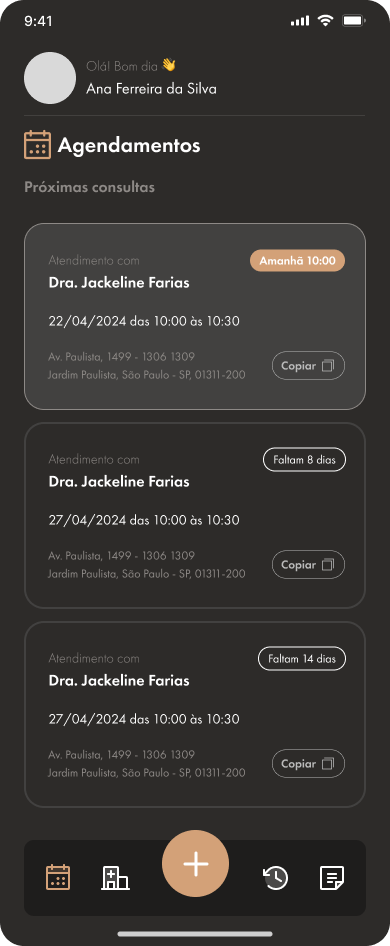 9:41
Olá! Bom dia 👋
Ana Ferreira da Silva
Agendamentos
Próximas consultas
Atendimento com
Amanhã 10:00
Dra. Jackeline Farias
22/04/2024 das 10:00 às 10:30
Av. Paulista, 1499 - 1306 1309
Jardim Paulista, São Paulo - SP, 01311-200
Copiar
Atendimento com
Faltam 8 dias
Dra. Jackeline Farias
27/04/2024 das 10:00 às 10:30
Av. Paulista, 1499 - 1306 1309
Jardim Paulista, São Paulo - SP, 01311-200
Copiar
Atendimento com
Faltam 14 dias
Dra. Jackeline Farias
27/04/2024 das 10:00 às 10:30
Av. Paulista, 1499 - 1306 1309
Jardim Paulista, São Paulo - SP, 01311-200
Copiar